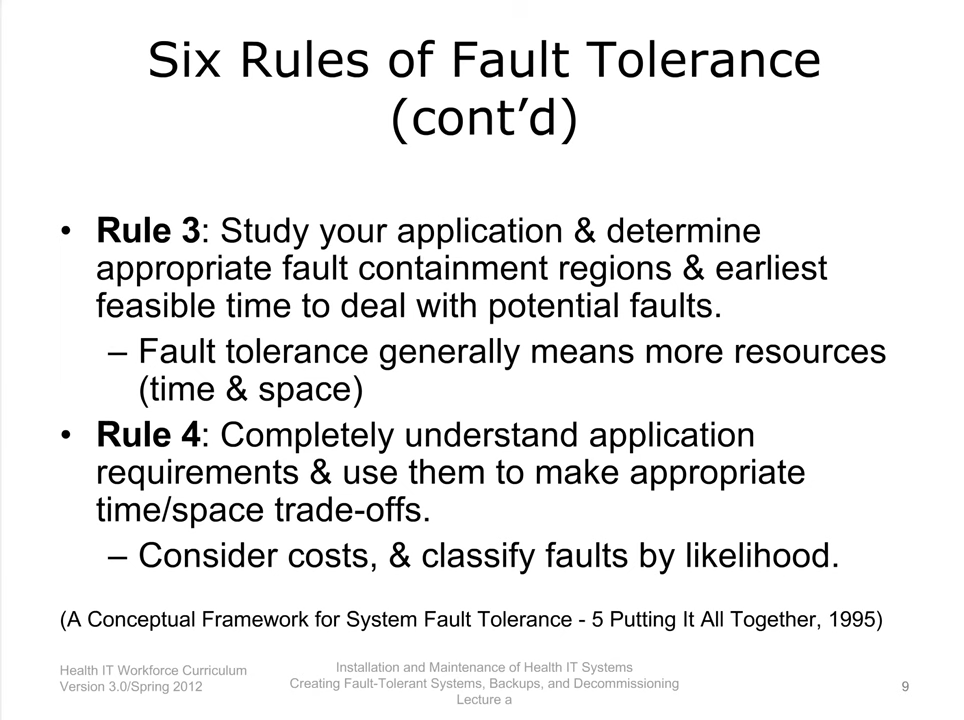 Six Rules of Fault Tolerance
(cont’d)
• Rule 3: Study your application & determine
appropriate fault containment regions & earliest
feasible time to deal with potential faults.
– Fault tolerance generally means more resources
(time & space)
• Rule 4: Completely understand application
requirements & use them to make appropriate
time/space trade-offs.
– Consider costs, & classify faults by likelihood.
(A Conceptual Framework for System Fault Tolerance - 5 Putting It All Together, 1995)
Health IT Workforce Curriculum
Version 3.0/Spring 2012
Installation and Maintenance of Health IT Systems
Creating Fault-Tolerant Systems, Backups, and Decommissioning
Lecture a
9